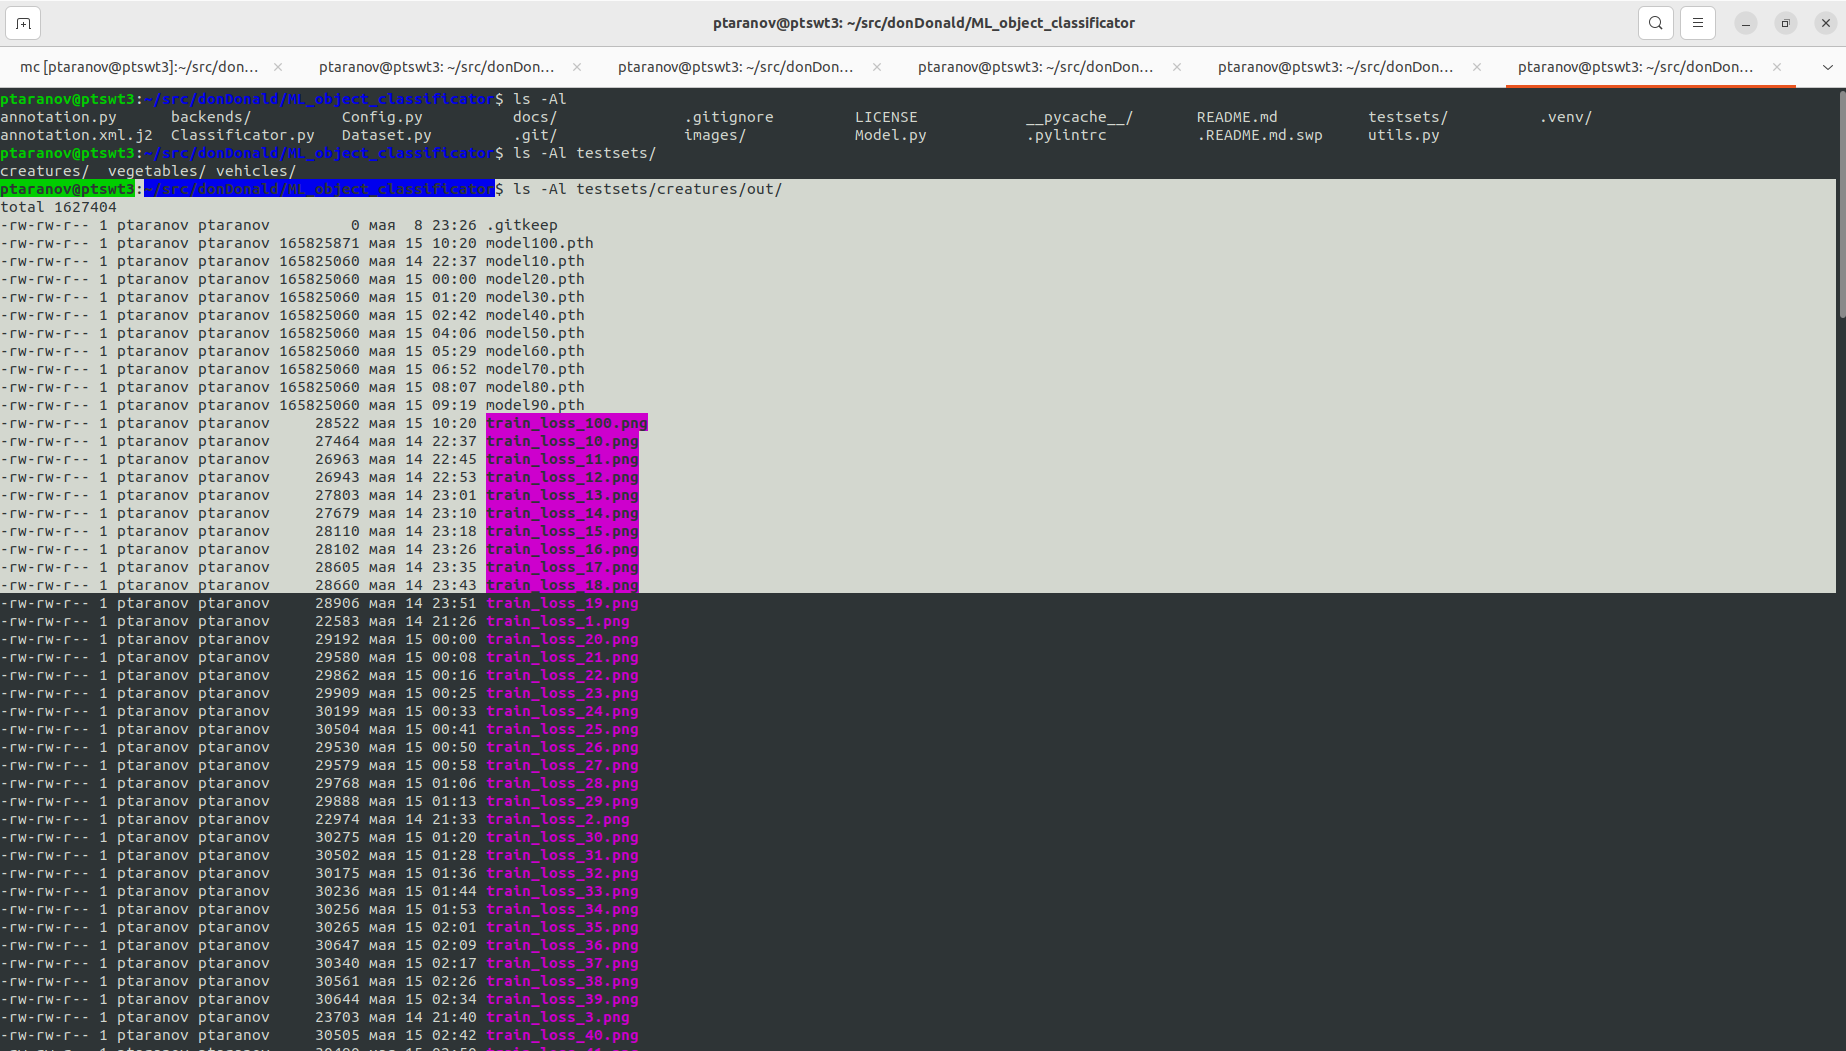 ptaranov@ptswt3: ~/src/donDonald/ML_object_classificator
mc [ptaranov@ptswt3]:~/src/don... × ptaranov@ptswt3: ~/src/donDon... × ptaranov@ptswt3: ~/src/donDon... × ptaranov@ptswt3: ~/src/donDon... × ptaranov@ptswt3: ~/src/donDon... × ptaranov@ptswt3: ~/src/donDon... ×
ptaranov@ptswt3:~/src/donDonald/ML_object_classificator$ ls -Al
annotation.py backends/ Config.py docs/ .gitignore LICENSE __pycache__/ README.md testsets/ .venv/
annotation.xml.j2 Classificator.py Dataset.py .git/ images/ Model.py .pylintrc .README.md.swp utils.py
ptaranov@ptswt3:~/src/donDonald/ML_object_classificator$ ls -Al testsets/
creatures/ vegetables/ vehicles/
ptaranov@ptswt3:~/src/donDonald/ML_object_classificator$ ls -Al testsets/creatures/out/
total 1627404
-rw-rw-r-- 1 ptaranov ptaranov 0 мая 8 23:26 .gitkeep
-rw-rw-r-- 1 ptaranov ptaranov 165825871 мая 15 10:20 model100.pth
-rw-rw-r-- 1 ptaranov ptaranov 165825060 мая 14 22:37 model10.pth
-rw-rw-r-- 1 ptaranov ptaranov 165825060 мая 15 00:00 model20.pth
-rw-rw-r-- 1 ptaranov ptaranov 165825060 мая 15 01:20 model30.pth
-rw-rw-r-- 1 ptaranov ptaranov 165825060 мая 15 02:42 model40.pth
-rw-rw-r-- 1 ptaranov ptaranov 165825060 мая 15 04:06 model50.pth
-rw-rw-r-- 1 ptaranov ptaranov 165825060 мая 15 05:29 model60.pth
-rw-rw-r-- 1 ptaranov ptaranov 165825060 мая 15 06:52 model70.pth
-rw-rw-r-- 1 ptaranov ptaranov 165825060 мая 15 08:07 model80.pth
-rw-rw-r-- 1 ptaranov ptaranov 165825060 мая 15 09:19 model90.pth
-rw-rw-r-- 1 ptaranov ptaranov 28522 мая 15 10:20 train_loss_100.png
-rw-rw-r-- 1 ptaranov ptaranov 27464 мая 14 22:37 train_loss_10.png
-rw-rw-r-- 1 ptaranov ptaranov 26963 мая 14 22:45 train_loss_11.png
-rw-rw-r-- 1 ptaranov ptaranov 26943 мая 14 22:53 train_loss_12.png
-rw-rw-r-- 1 ptaranov ptaranov 27803 мая 14 23:01 train_loss_13.png
-rw-rw-r-- 1 ptaranov ptaranov 27679 мая 14 23:10 train_loss_14.png
-rw-rw-r-- 1 ptaranov ptaranov 28110 мая 14 23:18 train_loss_15.png
-rw-rw-r-- 1 ptaranov ptaranov 28102 мая 14 23:26 train_loss_16.png
-rw-rw-r-- 1 ptaranov ptaranov 28605 мая 14 23:35 train_loss_17.png
-rw-rw-r-- 1 ptaranov ptaranov 28660 мая 14 23:43 train_loss_18.png
-rw-rw-r-- 1 ptaranov ptaranov 28906 мая 14 23:51 train_loss_19.png
-rw-rw-r-- 1 ptaranov ptaranov 22583 мая 14 21:26 train_loss_1.png
-rw-rw-r-- 1 ptaranov ptaranov 29192 мая 15 00:00 train_loss_20.png
-rw-rw-r-- 1 ptaranov ptaranov 29580 мая 15 00:08 train_loss_21.png
-rw-rw-r-- 1 ptaranov ptaranov 29862 мая 15 00:16 train_loss_22.png
-rw-rw-r-- 1 ptaranov ptaranov 29909 мая 15 00:25 train_loss_23.png
-rw-rw-r-- 1 ptaranov ptaranov 30199 мая 15 00:33 train_loss_24.png
-rw-rw-r-- 1 ptaranov ptaranov 30504 мая 15 00:41 train_loss_25.png
-rw-rw-r-- 1 ptaranov ptaranov 29530 мая 15 00:50 train_loss_26.png
-rw-rw-r-- 1 ptaranov ptaranov 29579 мая 15 00:58 train_loss_27.png
-rw-rw-r-- 1 ptaranov ptaranov 29768 мая 15 01:06 train_loss_28.png
-rw-rw-r-- 1 ptaranov ptaranov 29888 мая 15 01:13 train_loss_29.png
-rw-rw-r-- 1 ptaranov ptaranov 22974 мая 14 21:33 train_loss_2.png
-rw-rw-r-- 1 ptaranov ptaranov 30275 мая 15 01:20 train_loss_30.png
-rw-rw-r-- 1 ptaranov ptaranov 30502 мая 15 01:28 train_loss_31.png
-rw-rw-r-- 1 ptaranov ptaranov 30175 мая 15 01:36 train_loss_32.png
-rw-rw-r-- 1 ptaranov ptaranov 30236 мая 15 01:44 train_loss_33.png
-rw-rw-r-- 1 ptaranov ptaranov 30256 мая 15 01:53 train_loss_34.png
-rw-rw-r-- 1 ptaranov ptaranov 30265 мая 15 02:01 train_loss_35.png
-rw-rw-r-- 1 ptaranov ptaranov 30647 мая 15 02:09 train_loss_36.png
-rw-rw-r-- 1 ptaranov ptaranov 30340 мая 15 02:17 train_loss_37.png
-rw-rw-r-- 1 ptaranov ptaranov 30561 мая 15 02:26 train_loss_38.png
-rw-rw-r-- 1 ptaranov ptaranov 30644 мая 15 02:34 train_loss_39.png
-rw-rw-r-- 1 ptaranov ptaranov 23703 мая 14 21:40 train_loss_3.png
-rw-rw-r-- 1 ptaranov ptaranov 30505 мая 15 02:42 train_loss_40.png